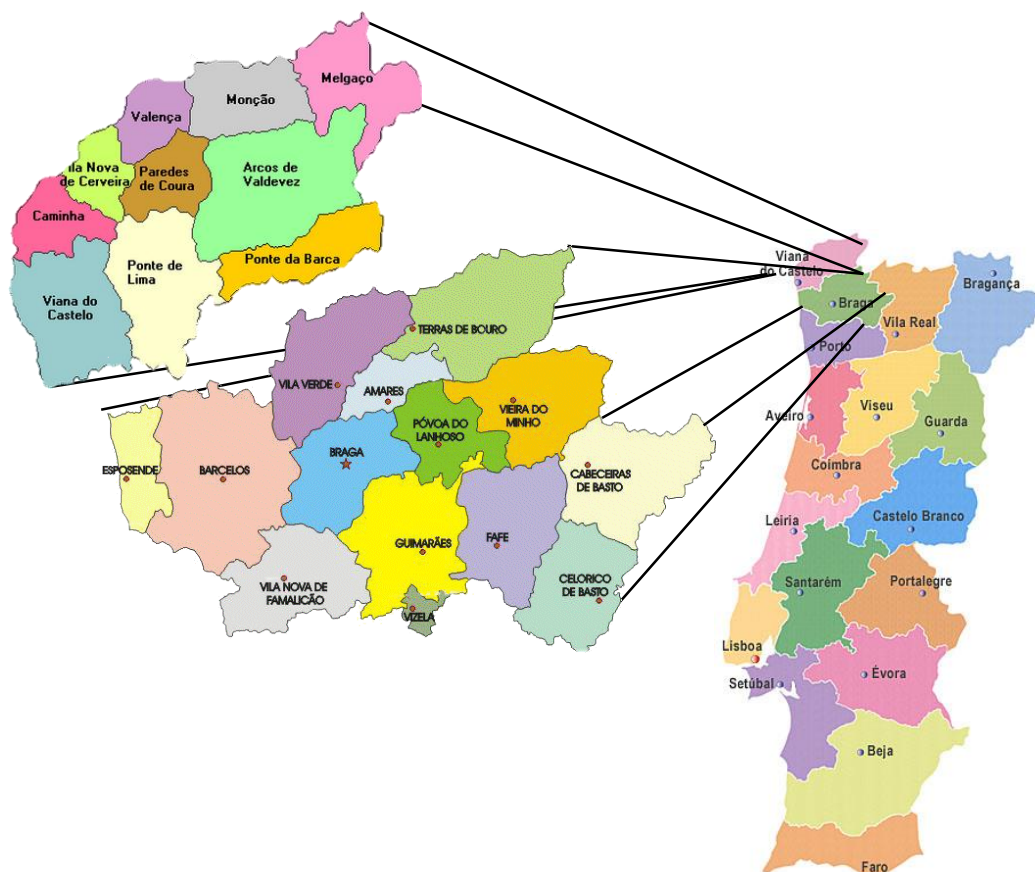 Melgaço
Monção
Valença
Arcos de
Valdevez
ila Nova
de Cerveira
Paredes
de Coura
Caminha
Ponte da Barca
Ponte de
Lima
Viana do
Castelo
TERRAS DE BOURO
VILA VERDE
AMARES
VIEIRA DO
MINHO
PÓVOA DO
LANHOSO
BRAGA
ESPOSENDE
BARCELOS
CABECEIRAS
DE BASTO
GUIMARÃES
FAFE
VILA NOVA DE
FAMALICÃO
CELORICO
DE BASTO
VIZELA
Viana
do Castelo
Bragança
Braga
Vila Real
Porto
Aveiro
Viseu
Guarda
Coimbra
Leiria
Castelo Branco
Santarém
Portalegre
Lisboa
Setúbal
Évora
Beja
Faro